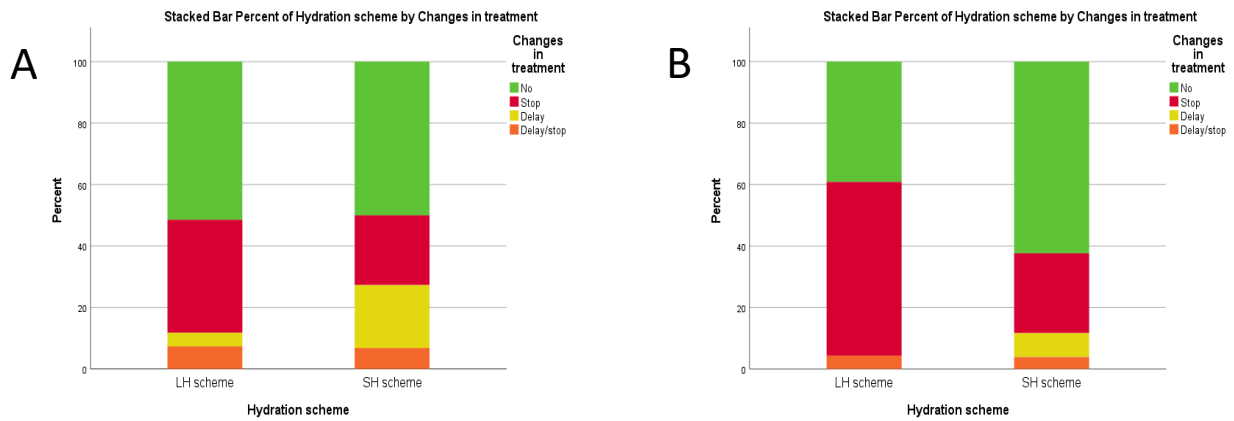 A
Stacked Bar Percent of Hydration scheme by Changes in treatment
Changes
in
treatment
No
Stop
Delay
Delay/stop
100
80
60
40
20
0
Percent
LH scheme
SH scheme
Hydration scheme
B
Stacked Bar Percent of Hydration scheme by Changes in treatment
Changes
in
treatment
No
Stop
Delay
Delay/stop
100
80
60
40
20
0
Percent
LH scheme
SH scheme
Hydration scheme